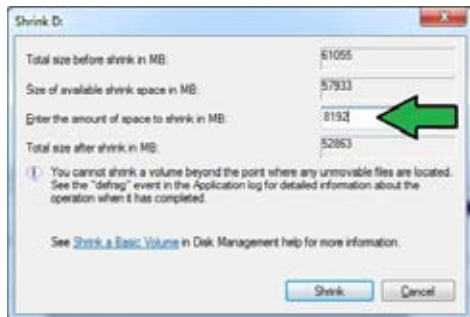 Shrink D:
Total size before shrink in MB: 61055
Size of available shrink space in MB: 57933
Enter the amount of space to shrink in MB: 8192
Total size after shrink in MB: 52863
You cannot shrink a volume beyond the point where any unmovable files are located.
See the "defrag" event in the Application log for detailed information about the
operation when it has completed.
See Shrink a Basic Volume in Disk Management help for more information.
Shrink Cancel